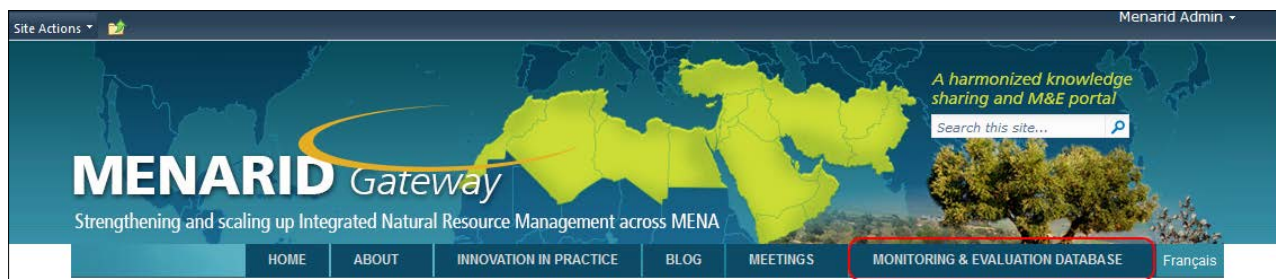 Menarid Admin
Site Actions
A harmonized knowledge
sharing and M&E portal
Search this site...
MENARID Gateway
Strengthening and scaling up Integrated Natural Resource Management across MENA
HOME ABOUT INNOVATION IN PRACTICE BLOG MEETINGS MONITORING & EVALUATION DATABASE Français